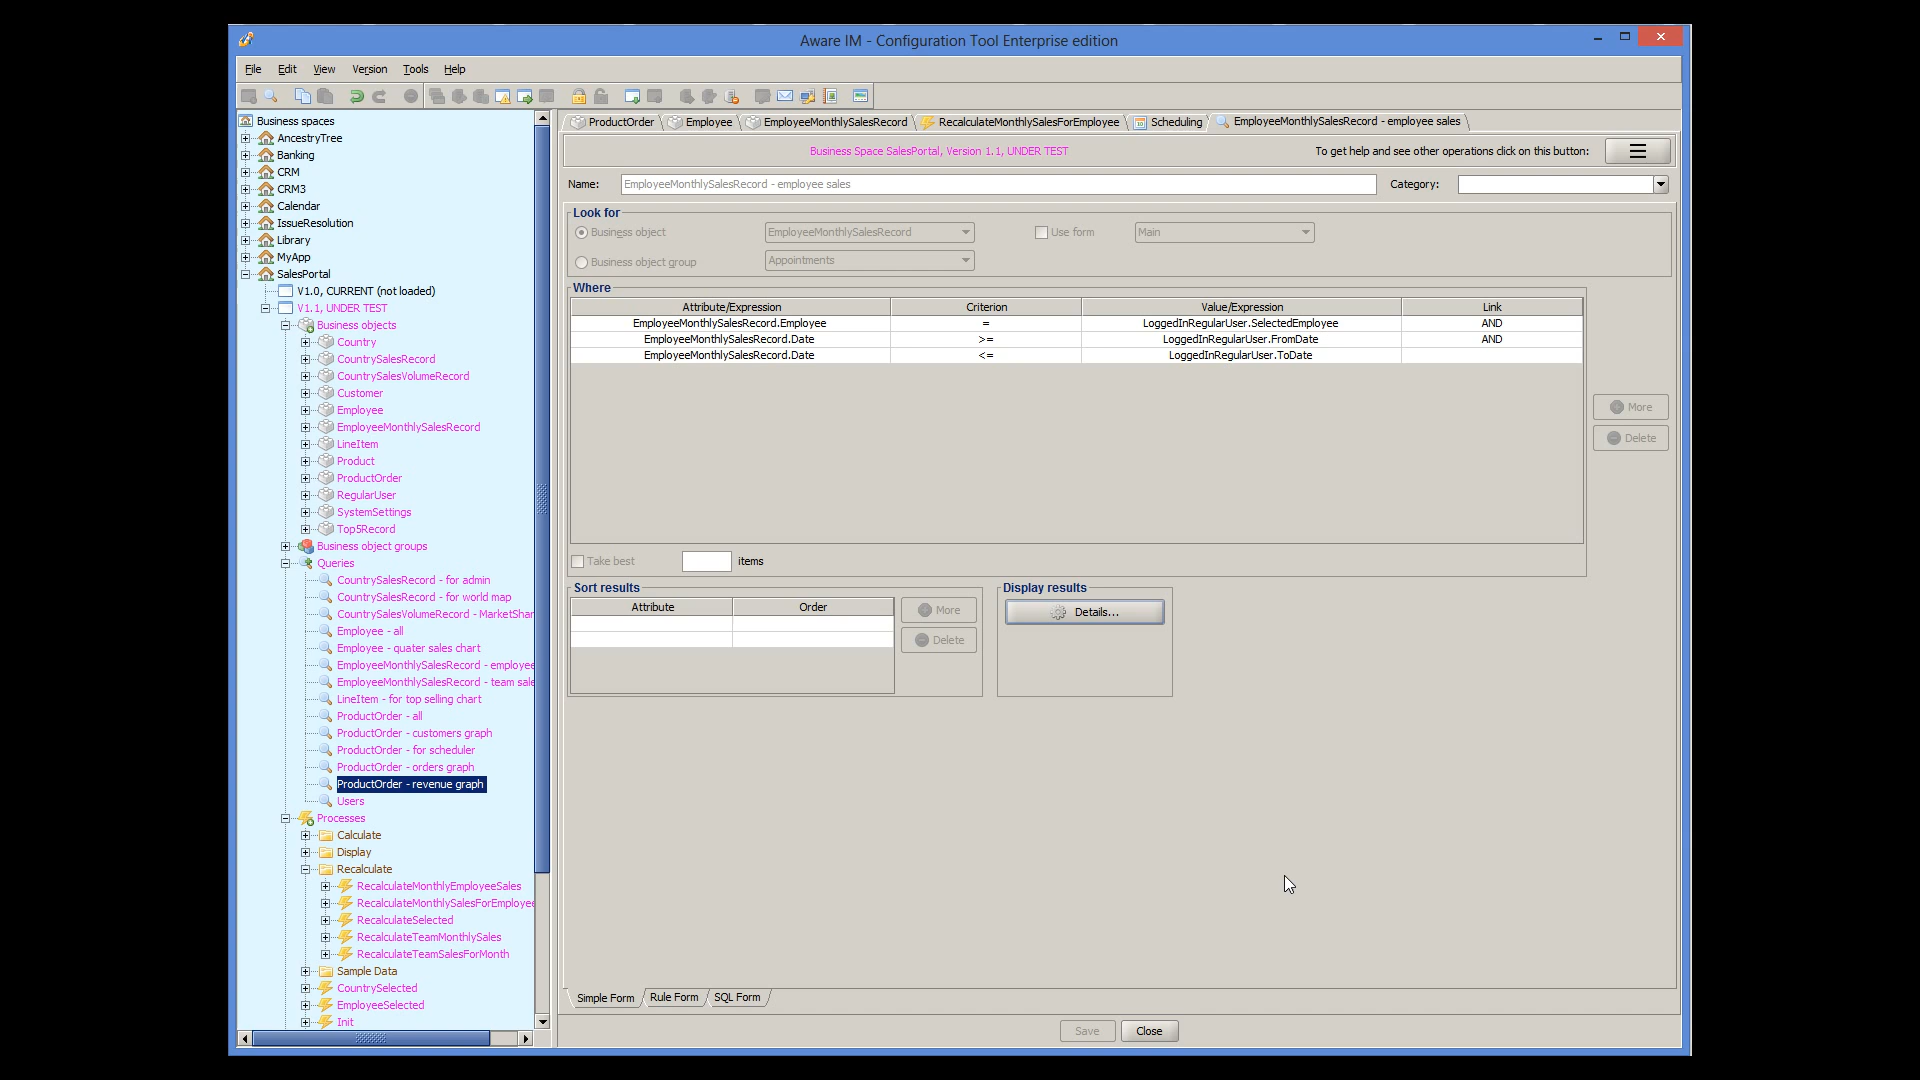 Aware IM - Configuration Tool Enterprise edition
File Edit View Version Tools Help
Business spaces
AncestryTree
Banking
CRM
CRM3
Calendar
IssueResolution
Library
MyApp
SalesPortal
V1.0, CURRENT (not loaded)
V1.1, UNDER TEST
Business objects
Country
CountrySalesRecord
CountrySalesVolumeRecord
Customer
Employee
EmployeeMonthlySalesRecord
LineItem
Product
ProductOrder
RegularUser
SystemSettings
Top5Record
Business object groups
Queries
CountrySalesRecord - for admin
CountrySalesRecord - for world map
CountrySalesVolumeRecord - MarketShar
Employee - all
Employee - quater sales chart
EmployeeMonthlySalesRecord - employee
EmployeeMonthlySalesRecord - team sale
LineItem - for top selling chart
ProductOrder - all
ProductOrder - customers graph
ProductOrder - for scheduler
ProductOrder - orders graph
ProductOrder - revenue graph
Users
Processes
Calculate
Display
Recalculate
RecalculateMonthlyEmployeeSales
RecalculateMonthlySalesForEmployee
RecalculateSelected
RecalculateTeamMonthlySales
RecalculateTeamSalesForMonth
Sample Data
CountrySelected
EmployeeSelected
Init
ProductOrder Employee EmployeeMonthlySalesRecord RecalculateMonthlySalesForEmployee Scheduling EmployeeMonthlySalesRecord - employee sales
Business Space SalesPortal, Version 1.1, UNDER TEST To get help and see other operations click on this button:
Name: EmployeeMonthlySalesRecord - employee sales Category:
Look for
Business object EmployeeMonthlySalesRecord Use form Main
Business object group Appointments
Where
Attribute/Expression Criterion Value/Expression Link
EmployeeMonthlySalesRecord.Employee = LoggedInRegularUser.SelectedEmployee AND
EmployeeMonthlySalesRecord.Date >= LoggedInRegularUser.FromDate AND
EmployeeMonthlySalesRecord.Date <= LoggedInRegularUser.ToDate
More
Delete
Take best items
Sort results
Attribute Order
More
Delete
Display results
Details...
Simple Form Rule Form SQL Form
Save Close